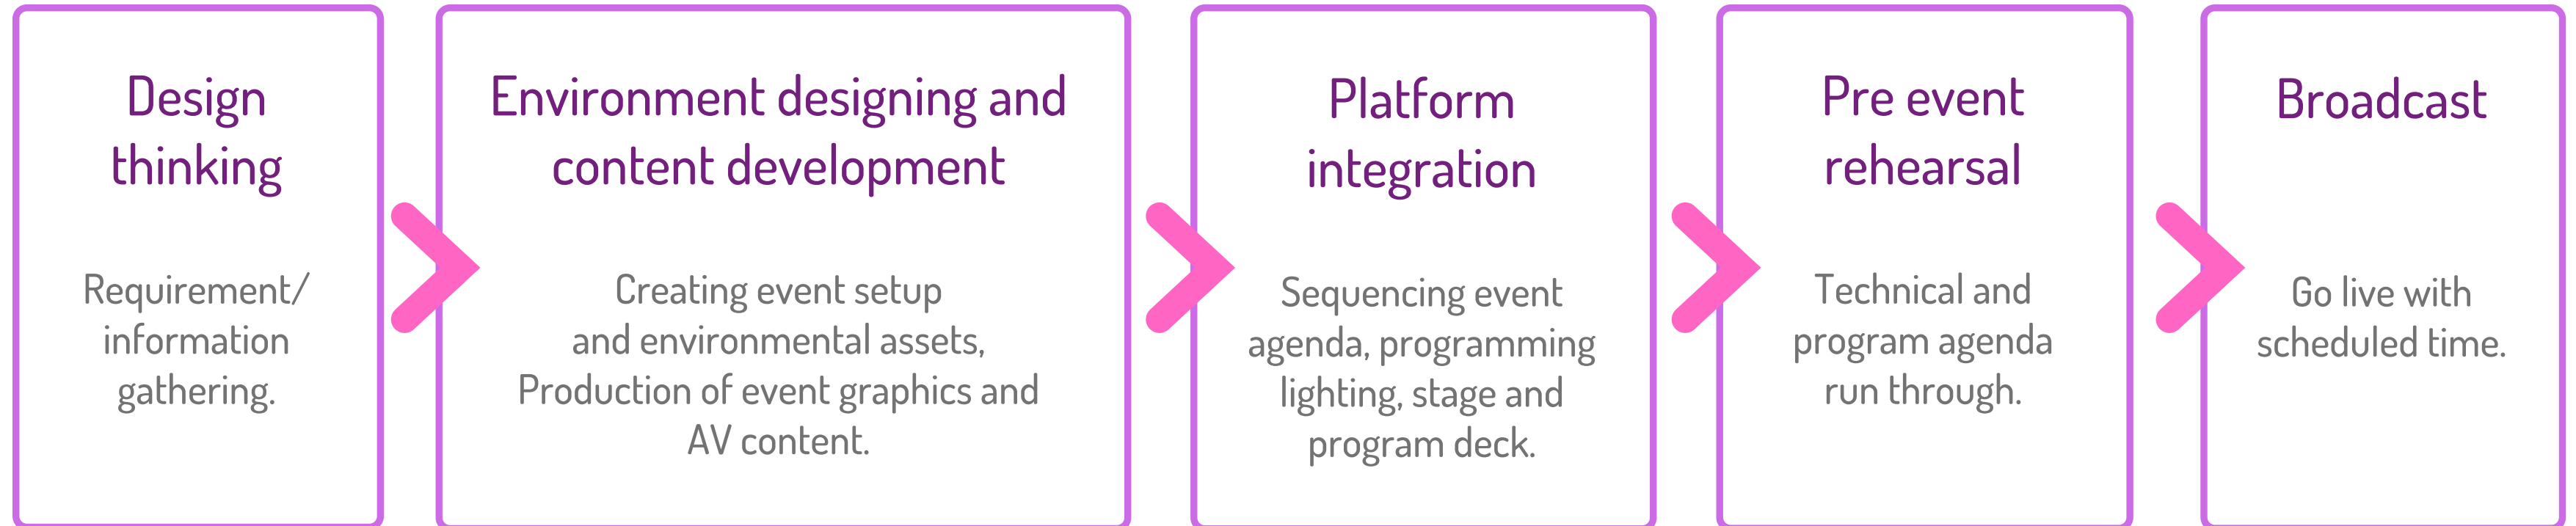 Design
thinking
Requirement/
information
gathering.
Environment designing and
content development
Creating event setup
and environmental assets,
Production of event graphics and
AV content.
Platform
integration
Sequencing event
agenda, programming
lighting, stage and
program deck.
Pre event
rehearsal
Technical and
program agenda
run through.
Broadcast
Go live with
scheduled time.